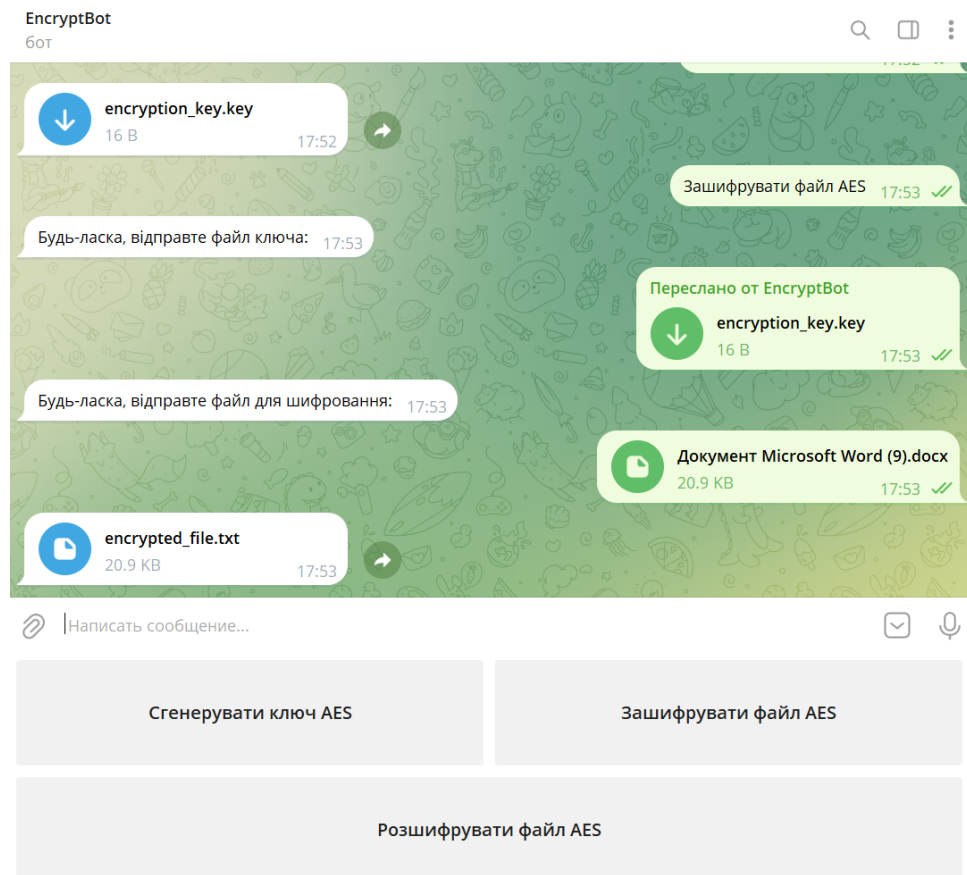 EncryptBot
бот
encryption_key.key
16 B
17:52
Зашифрувати файл AES
17:53
Будь-ласка, відправте файл ключа:
17:53
Переслано от EncryptBot
encryption_key.key
16 B
17:53
Будь-ласка, відправте файл для шифровання:
17:53
Документ Microsoft Word (9).docx
20.9 KB
17:53
encrypted_file.txt
20.9 KB
17:53
Написать сообщение...
Сгенерувати ключ AES
Зашифрувати файл AES
Розшифрувати файл AES